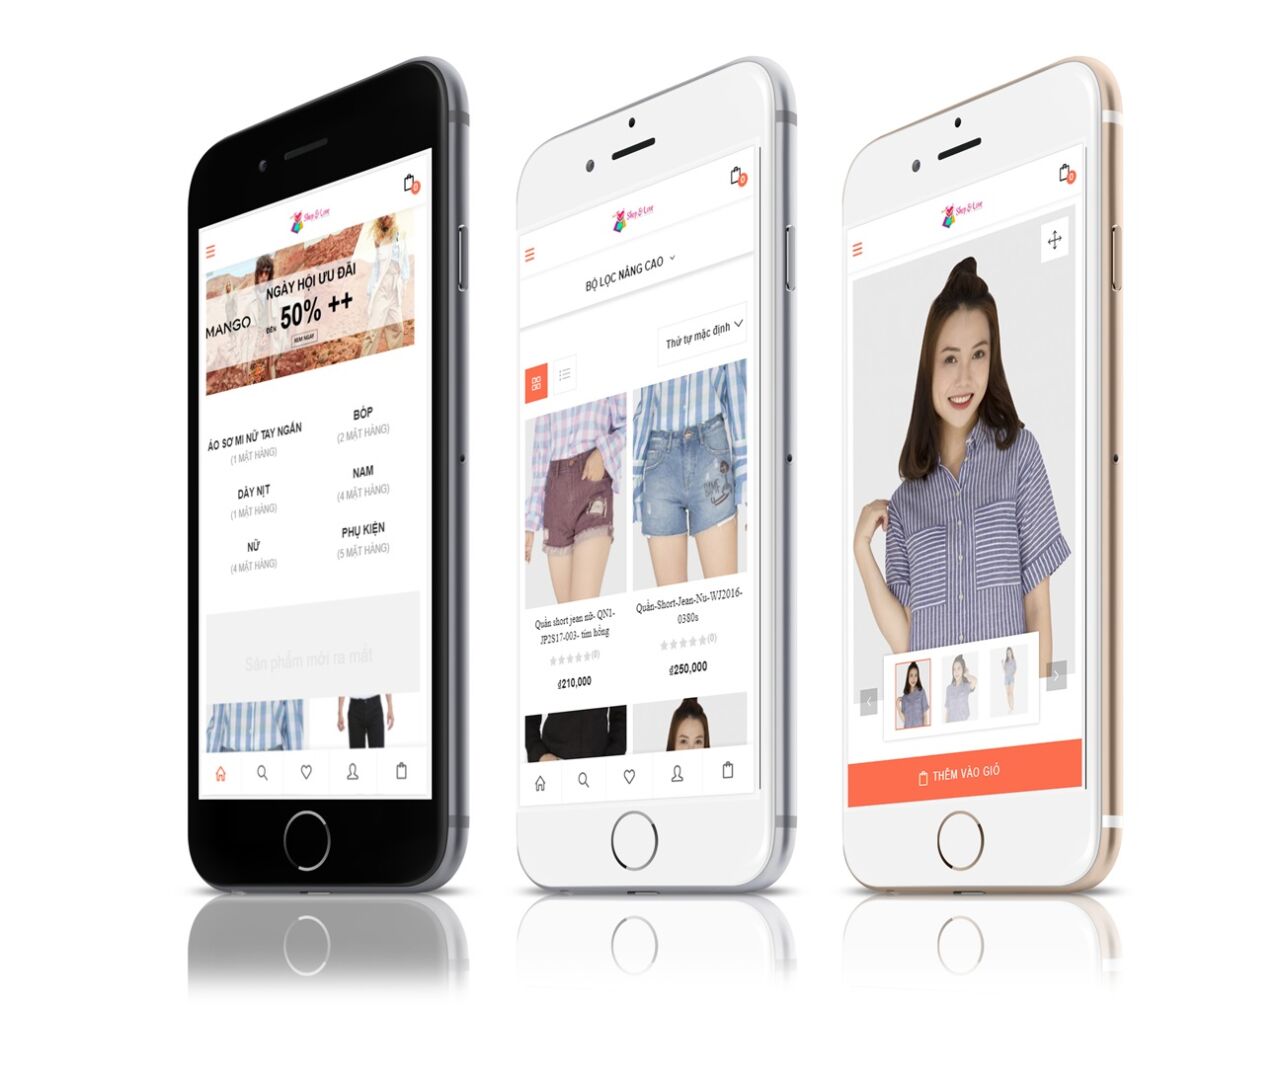 0
Shop & Love
NGÀY HỘI ƯU ĐÃI
MANGO
ĐẾN 50% ++
XEM NGAY
ÁO SƠ MI NỮ TAY NGẮN
(1 MẶT HÀNG)
BÓP
(2 MẶT HÀNG)
DÂY NỊT
(1 MẶT HÀNG)
NAM
(4 MẶT HÀNG)
NỮ
(4 MẶT HÀNG)
PHỤ KIỆN
(5 MẶT HÀNG)
Sản phẩm mới ra mắt
0
Shop & Love
BỘ LỌC NÂNG CAO
Thứ tự mặc định
Quần short jean nữ- QN1-
JP2S17-003- tím hồng
(0)
₫210,000
Quần-Short-Jean-Nu-WJ2016-
0380s
(0)
₫250,000
0
Shop & Love
THÊM VÀO GIỎ